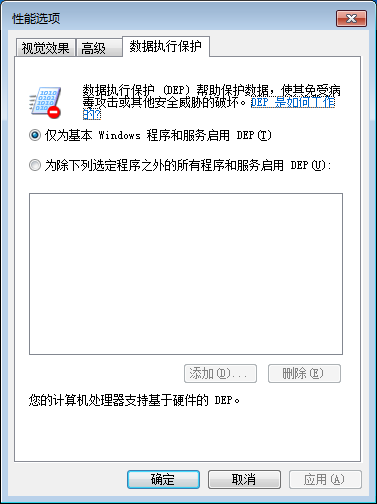 性能选项
视觉效果 高级 数据执行保护
数据执行保护 (DEP) 帮助保护数据，使其免受病
毒攻击或其他安全威胁的破坏。DEP 是如何工作
的?
仅为基本 Windows 程序和服务启用 DEP(T)
为除下列选定程序之外的所有程序和服务启用 DEP(U):
添加(D)... 删除(E)
您的计算机处理器支持基于硬件的 DEP。
确定 取消 应用(A)